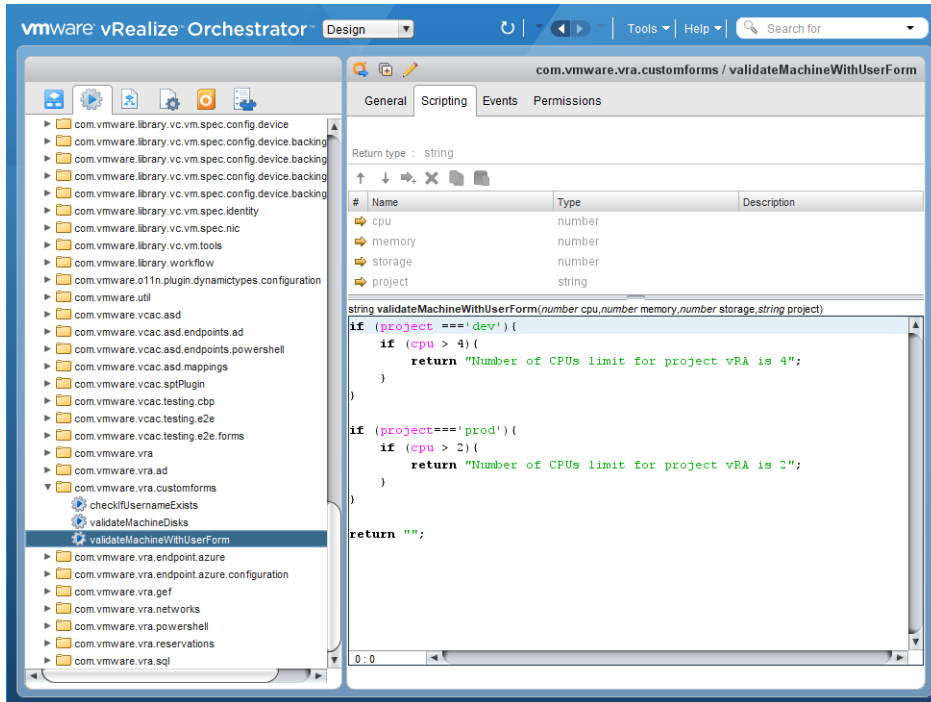 vmware vRealize Orchestrator Design Tools Help Search for
com.vmware.vra.customforms / validateMachineWithUserForm
General Scripting Events Permissions
com.vmware.library.vc.vm.spec.config.device
com.vmware.library.vc.vm.spec.config.device.backing
com.vmware.library.vc.vm.spec.config.device.backing
com.vmware.library.vc.vm.spec.config.device.backing
com.vmware.library.vc.vm.spec.config.device.backing
com.vmware.library.vc.vm.spec.identity
com.vmware.library.vc.vm.spec.nic
com.vmware.library.vc.vm.tools
com.vmware.library.workflow
com.vmware.o11n.plugin.dynamictypes.configuration
com.vmware.util
com.vmware.vcac.asd
com.vmware.vcac.asd.endpoints.ad
com.vmware.vcac.asd.endpoints.powershell
com.vmware.vcac.asd.mappings
com.vmware.vcac.sptPlugin
com.vmware.vcac.testing.cbp
com.vmware.vcac.testing.e2e
com.vmware.vcac.testing.e2e.forms
com.vmware.vra
com.vmware.vra.ad
com.vmware.vra.customforms
checkIfUsernameExists
validateMachineDisks
validateMachineWithUserForm
com.vmware.vra.endpoint.azure
com.vmware.vra.endpoint.azure.configuration
com.vmware.vra.gef
com.vmware.vra.networks
com.vmware.vra.powershell
com.vmware.vra.reservations
com.vmware.vra.sql
Return type : string
# Name Type Description
cpu number
memory number
storage number
project string
string validateMachineWithUserForm(number cpu,number memory,number storage,string project)
if (project ==='dev'){
if (cpu > 4){
return "Number of CPUs limit for project vRA is 4";
}
}
if (project==='prod'){
if (cpu > 2){
return "Number of CPUs limit for project vRA is 2";
}
}
return "";
0 : 0